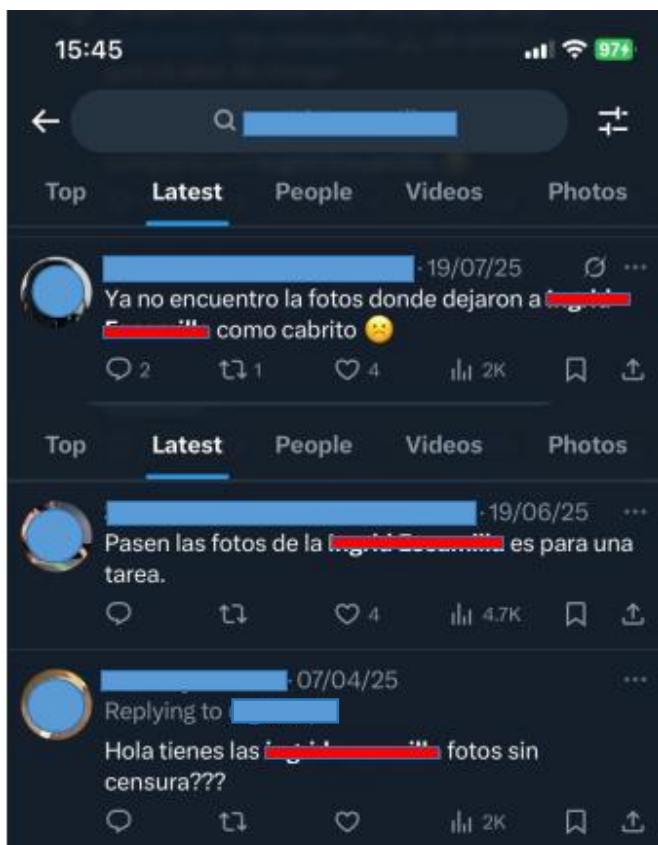 15:45
97
Top Latest People Videos Photos
· 19/07/25
Ya no encuentro la fotos donde dejaron a
como cabrito ☹️
2 1 4 2K
Top Latest People Videos Photos
· 19/06/25
Pasen las fotos de la es para una
tarea.
4 4.7K
· 07/04/25
Replying to
Hola tienes las fotos sin
censura???
2K